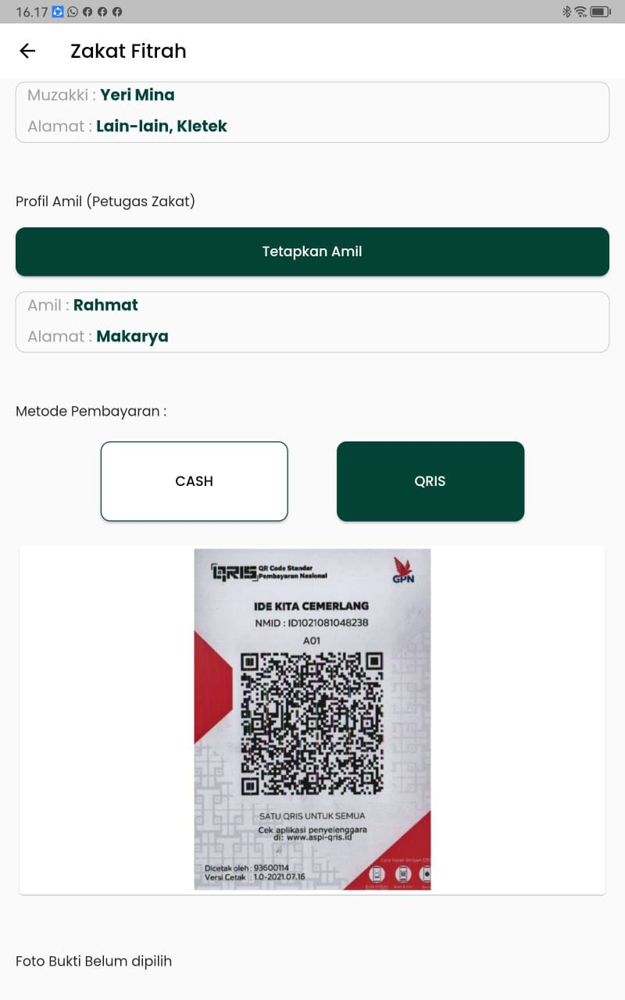 16.17
Zakat Fitrah
Muzakki : Yeri Mina
Alamat : Lain-lain, Kletek
Profil Amil (Petugas Zakat)
Tetapkan Amil
Amil : Rahmat
Alamat : Makarya
Metode Pembayaran :
CASH
QRIS
QRIS QR Code Standar
Pembayaran Nasional
GPN
IDE KITA CEMERLANG
NMID : ID1021081048238
A01
SATU QRIS UNTUK SEMUA
Cek aplikasi penyelenggara
di: www.aspi-qris.id
Dicetak oleh : 93600114
Versi Cetak : 1.0-2021.07.16
Foto Bukti Belum dipilih